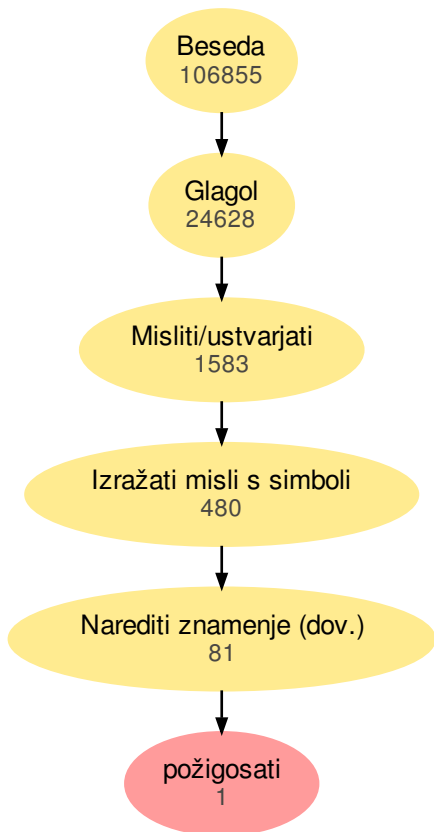 Beseda
106855
Glagol
24628
Misliti/ustvarjati
1583
Izražati misli s simboli
480
Narediti znamenje (dov.)
81
požigosati
1